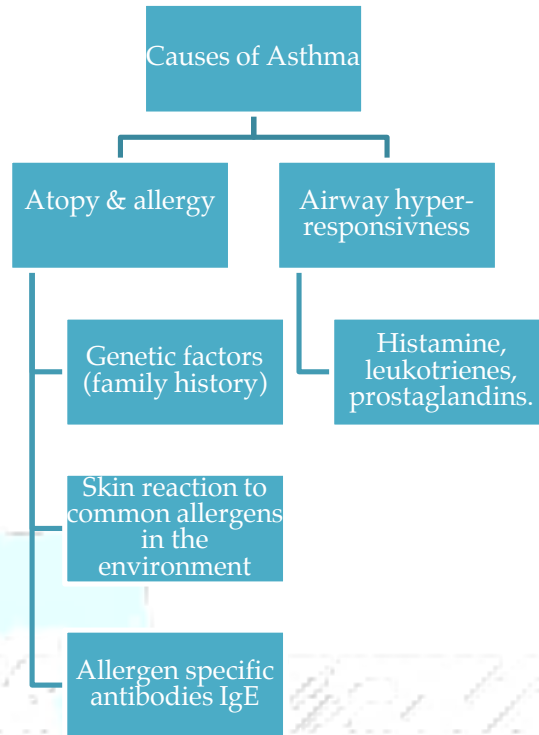 Causes of Asthma
Atopy & allergy
Airway hyper-
responsivness
Genetic factors
(family history)
Histamine,
leukotrienes,
prostaglandins.
Skin reaction to
common allergens
in the
environment
Allergen specific
antibodies IgE